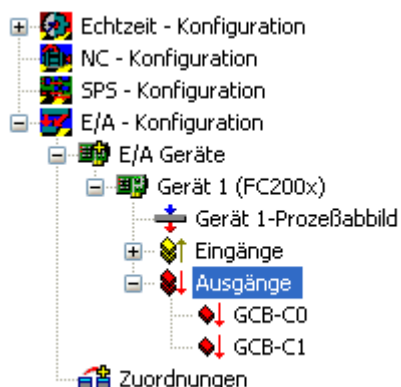 Echtzeit - Konfiguration
NC - Konfiguration
SPS - Konfiguration
E/A - Konfiguration
E/A Geräte
Gerät 1 (FC200x)
Gerät 1-Prozeßabbild
Eingänge
Ausgänge
GCB-C0
GCB-C1
Zuordnungen